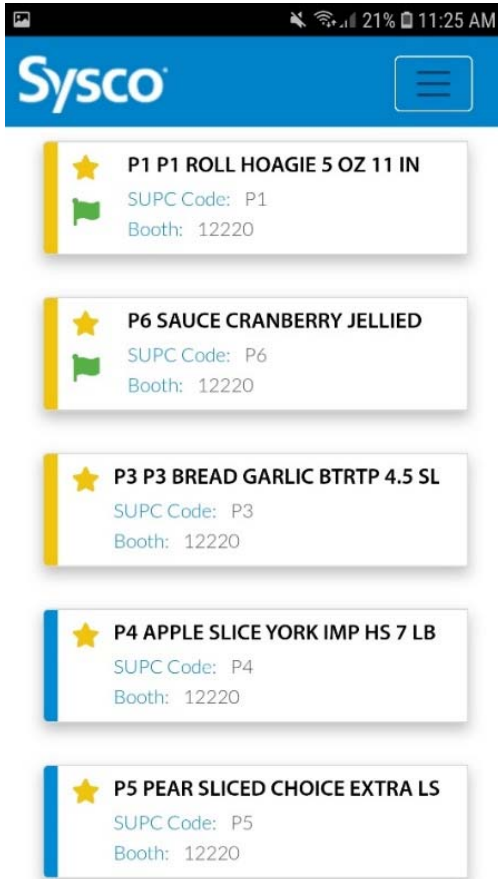 21% 11:25 AM
Sysco
P1 P1 ROLL HOAGIE 5 OZ 11 IN
SUPC Code: P1
Booth: 12220
P6 SAUCE CRANBERRY JELLIED
SUPC Code: P6
Booth: 12220
P3 P3 BREAD GARLIC BTRTP 4.5 SL
SUPC Code: P3
Booth: 12220
P4 APPLE SLICE YORK IMP HS 7 LB
SUPC Code: P4
Booth: 12220
P5 PEAR SLICED CHOICE EXTRA LS
SUPC Code: P5
Booth: 12220